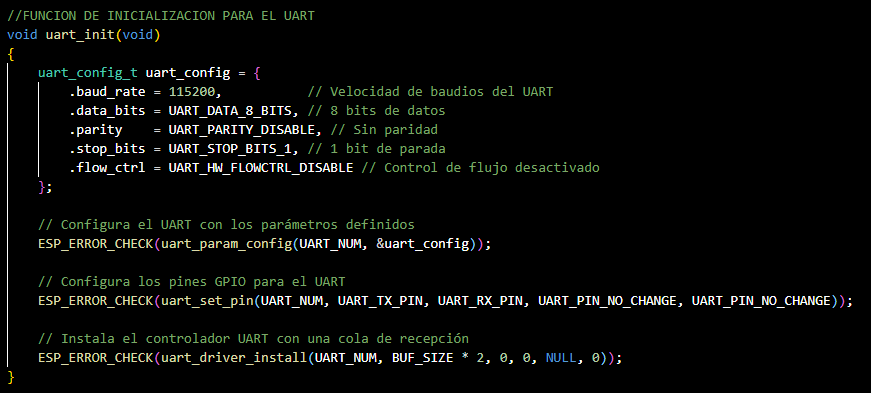 //FUNCION DE INICIALIZACION PARA EL UART
void uart_init(void)
{
    uart_config_t uart_config = {
        .baud_rate = 115200,           // Velocidad de baudios del UART
        .data_bits = UART_DATA_8_BITS, // 8 bits de datos
        .parity    = UART_PARITY_DISABLE, // Sin paridad
        .stop_bits = UART_STOP_BITS_1, // 1 bit de parada
        .flow_ctrl = UART_HW_FLOWCTRL_DISABLE // Control de flujo desactivado
    };

    // Configura el UART con los parámetros definidos
    ESP_ERROR_CHECK(uart_param_config(UART_NUM, &uart_config));

    // Configura los pines GPIO para el UART
    ESP_ERROR_CHECK(uart_set_pin(UART_NUM, UART_TX_PIN, UART_RX_PIN, UART_PIN_NO_CHANGE, UART_PIN_NO_CHANGE));

    // Instala el controlador UART con una cola de recepción
    ESP_ERROR_CHECK(uart_driver_install(UART_NUM, BUF_SIZE * 2, 0, 0, NULL, 0));
}